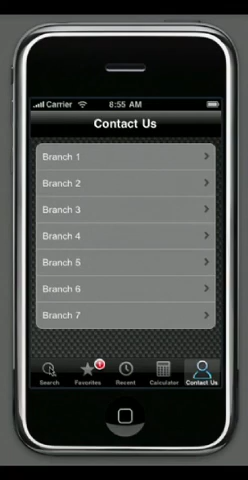 Carrier 8:55 AM
Contact Us
Branch 1
Branch 2
Branch 3
Branch 4
Branch 5
Branch 6
Branch 7
1
Search Favorites Recent Calculator Contact Us